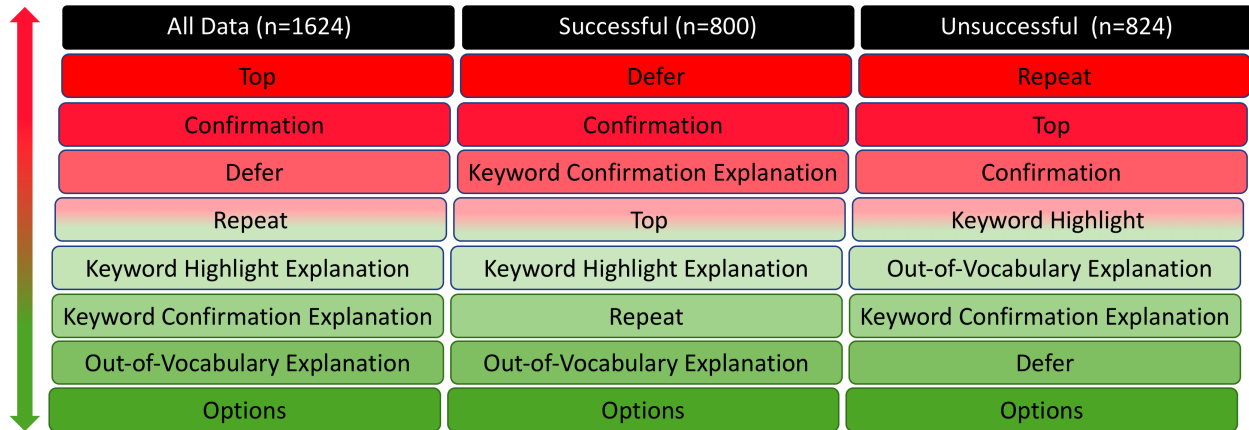 All Data (n=1624) Successful (n=800) Unsuccessful (n=824)
Top Defer Repeat
Confirmation Confirmation Top
Defer Keyword Confirmation Explanation Confirmation
Repeat Top Keyword Highlight
Keyword Highlight Explanation Keyword Highlight Explanation Out-of-Vocabulary Explanation
Keyword Confirmation Explanation Repeat Keyword Confirmation Explanation
Out-of-Vocabulary Explanation Out-of-Vocabulary Explanation Defer
Options Options Options